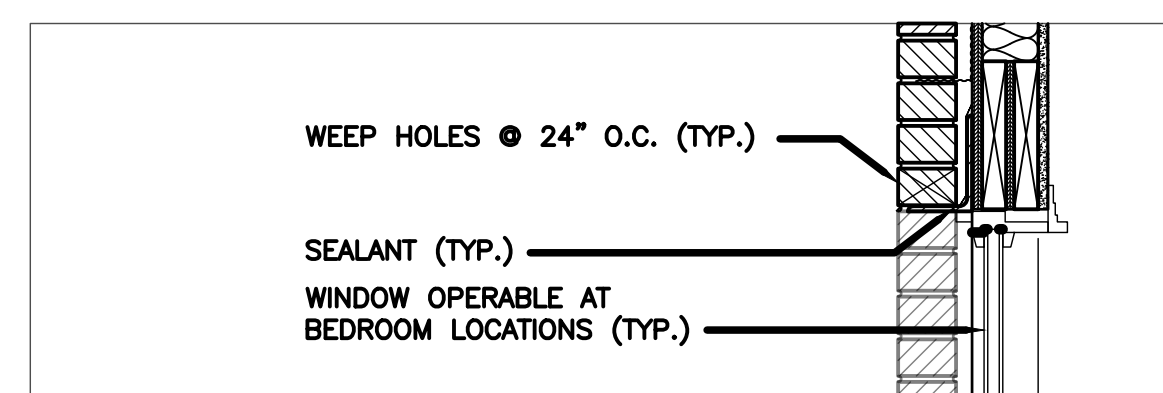 WEEP HOLES @ 24" O.C. (TYP.)
SEALANT (TYP.)
WINDOW OPERABLE AT
BEDROOM LOCATIONS (TYP.)